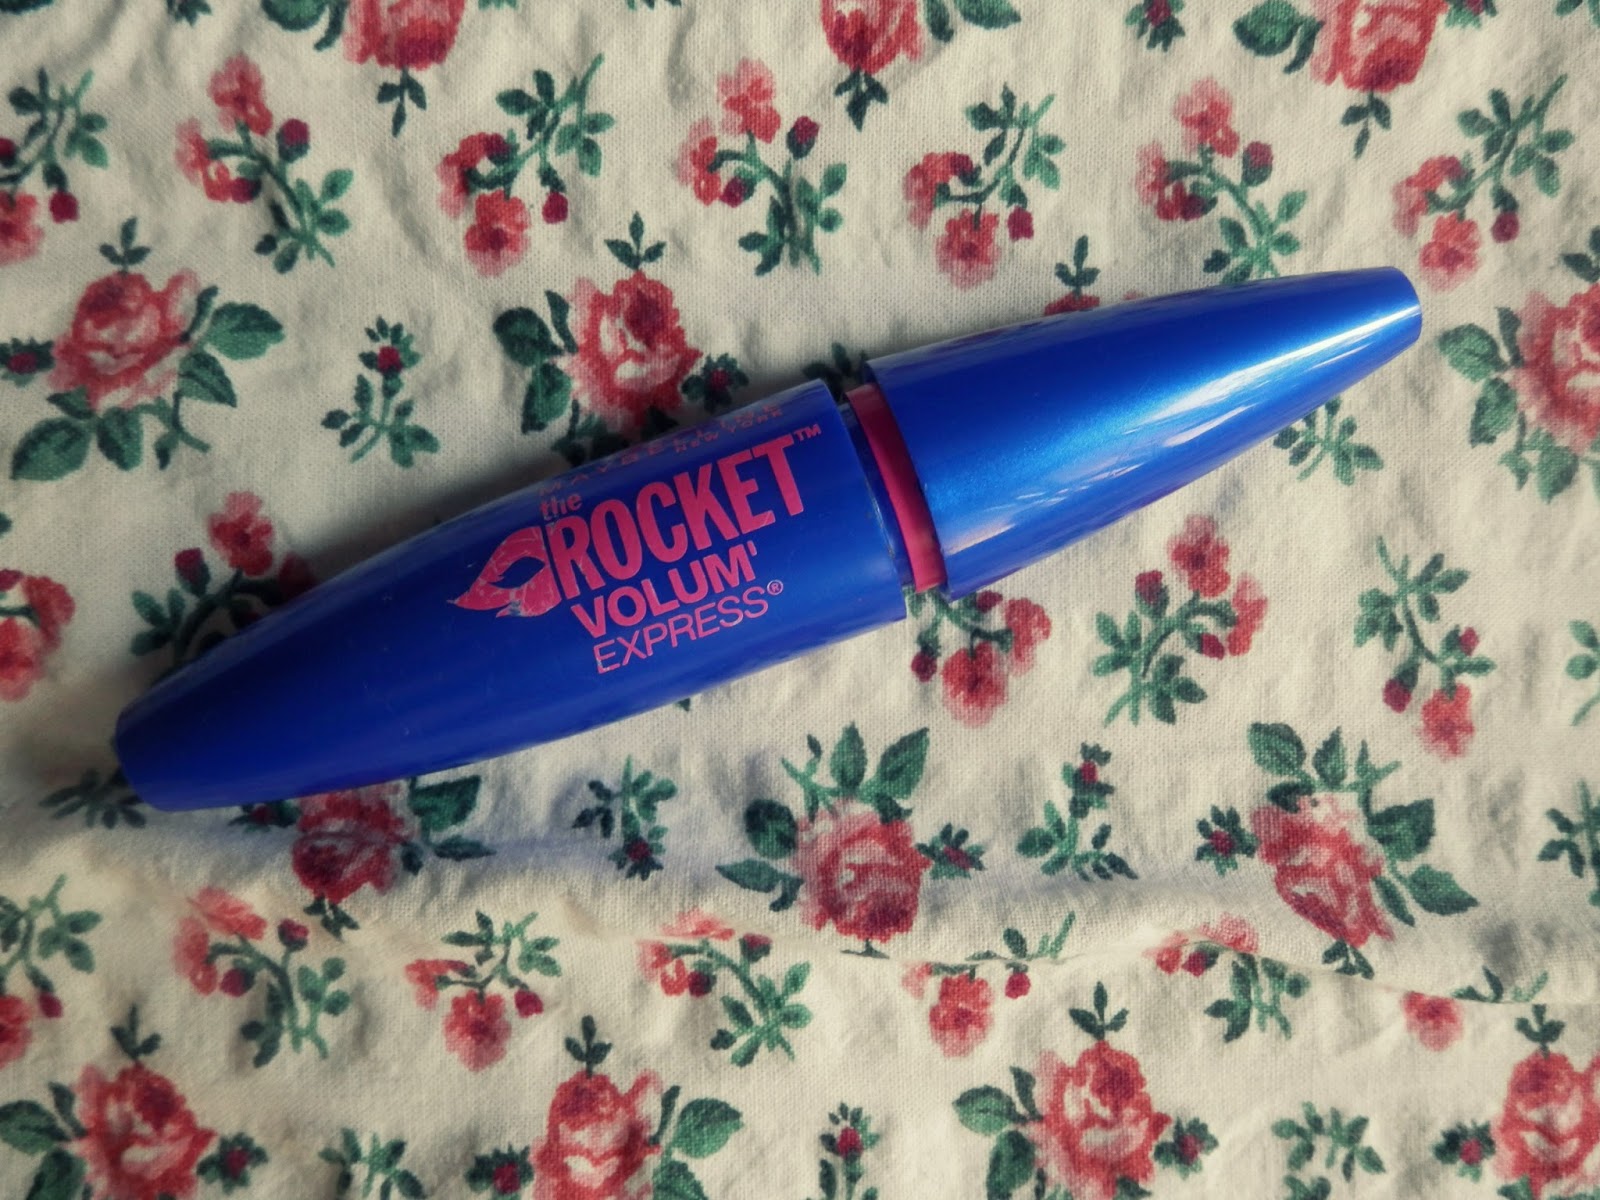 MAYBELLINE
NEW YORK
the
ROCKET™
VOLUM'
EXPRESS®